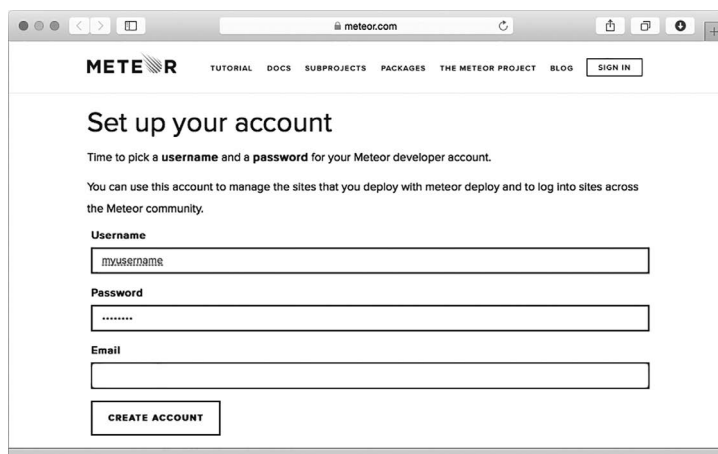 meteor.com
METEOR TUTORIAL DOCS SUBPROJECTS PACKAGES THE METEOR PROJECT BLOG SIGN IN
Set up your account
Time to pick a username and a password for your Meteor developer account.
You can use this account to manage the sites that you deploy with meteor deploy and to log into sites across
the Meteor community.
Username
myusername
Password
••••••••
Email
CREATE ACCOUNT